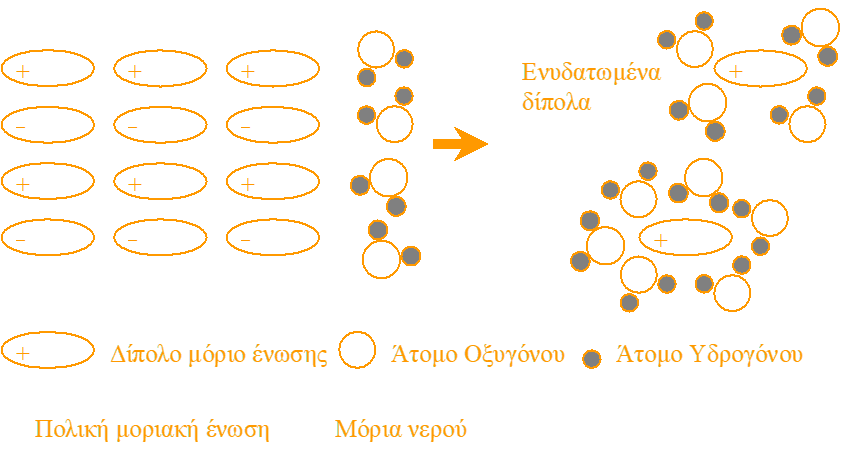 + + +
– – –
+ + +
– – –
Ενυδατωμένα
δίπολα
+
+
+ Δίπολο μόριο ένωσης Άτομο Οξυγόνου Άτομο Υδρογόνου
Πολική μοριακή ένωση Μόρια νερού